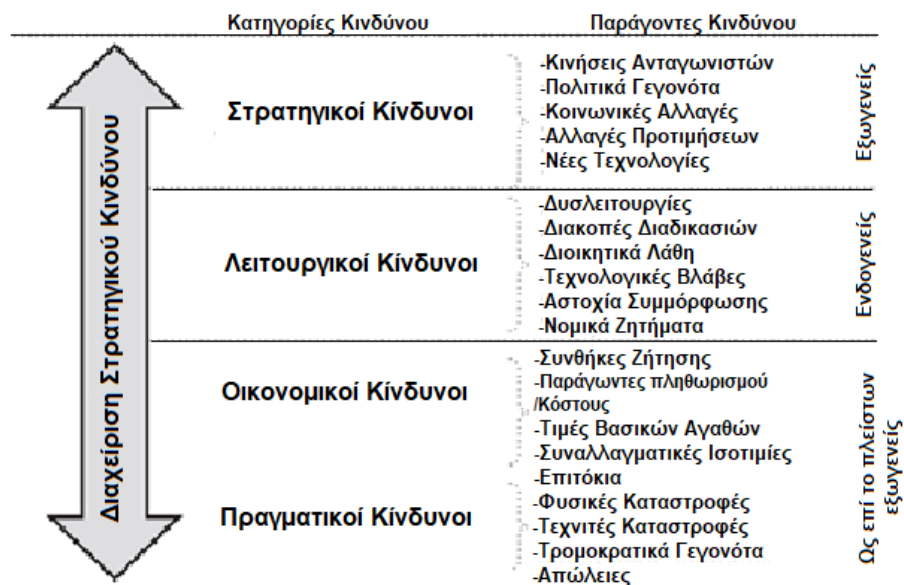 Κατηγορίες Κινδύνου
Παράγοντες Κινδύνου
Διαχείριση Στρατηγικού Κινδύνου
Στρατηγικοί Κίνδυνοι
-Κινήσεις Ανταγωνιστών
-Πολιτικά Γεγονότα
-Κοινωνικές Αλλαγές
-Αλλαγές Προτιμήσεων
-Νέες Τεχνολογίες
Εξωγενείς
Λειτουργικοί Κίνδυνοι
-Δυσλειτουργίες
-Διακοπές Διαδικασιών
-Διοικητικά Λάθη
-Τεχνολογικές Βλάβες
-Αστοχία Συμμόρφωσης
-Νομικά Ζητήματα
Ενδογενείς
Οικονομικοί Κίνδυνοι
-Συνθήκες Ζήτησης
-Παράγωντες πληθωρισμού
/Κόστους
-Τιμές Βασικών Αγαθών
-Συναλλαγματικές Ισοτιμίες
-Επιτόκια
Πραγματικοί Κίνδυνοι
-Φυσικές Καταστροφές
-Τεχνιτές Καταστροφές
-Τρομοκρατικά Γεγονότα
-Απώλειες
Ως επί το πλείστων
εξωγενείς